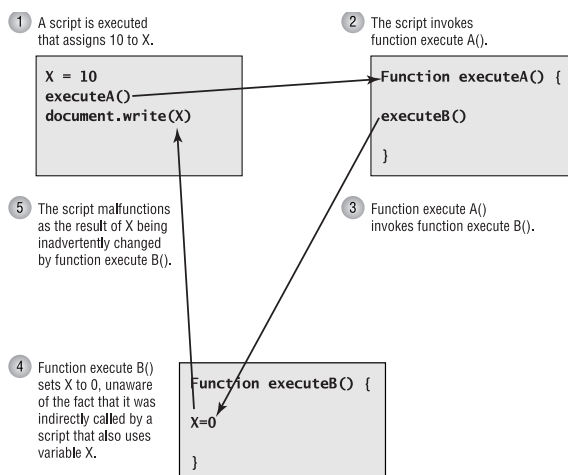 1 A script is executed
that assigns 10 to X.
X = 10
executeA()
document.write(X)
2 The script invokes
function execute A().
Function executeA() {
executeB()
}
3 Function execute A()
invokes function execute B().
5 The script malfunctions
as the result of X being
inadvertently changed
by function execute B().
4 Function execute B()
sets X to 0, unaware
of the fact that it was
indirectly called by a
script that also uses
variable X.
Function executeB() {
X=0
}